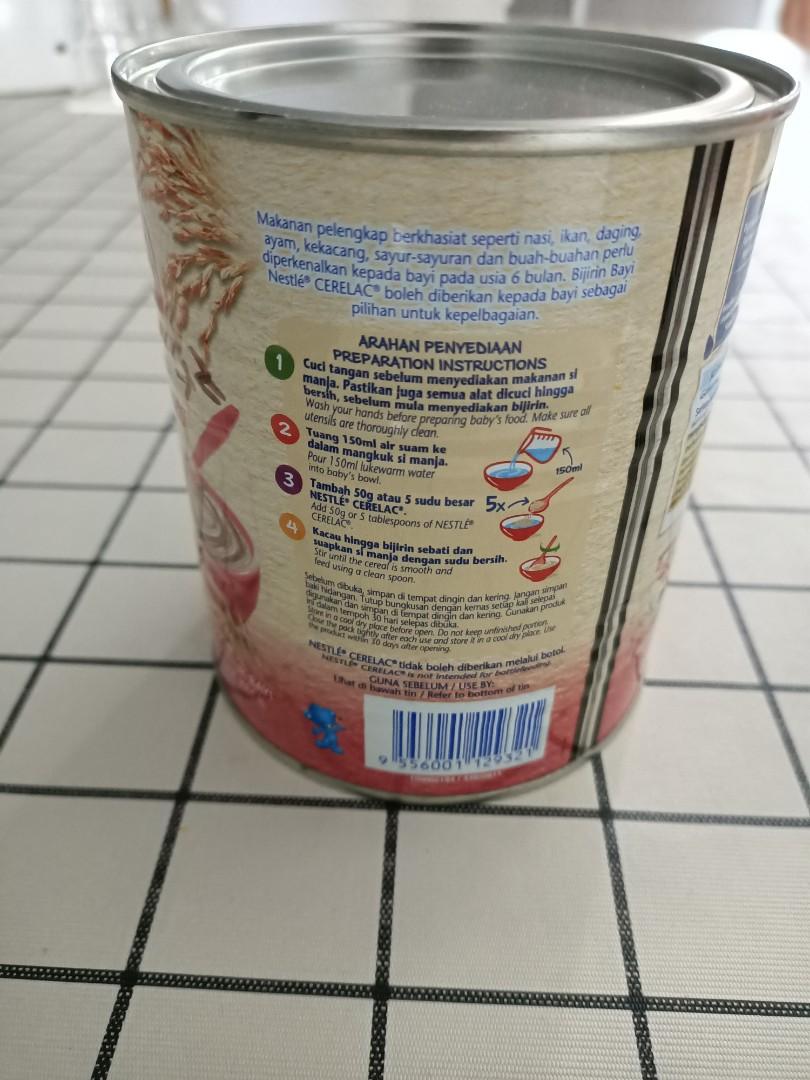 Makanan pelengkap berkhasiat seperti nasi, ikan, daging,
ayam, kekacang, sayur-sayuran dan buah-buahan perlu
diperkenalkan kepada bayi pada usia 6 bulan. Bijirin Bayi
Nestlé® CERELAC® boleh diberikan kepada bayi sebagai
pilihan untuk kepelbagaian.
ARAHAN PENYEDIAAN
PREPARATION INSTRUCTIONS
1 Cuci tangan sebelum menyediakan makanan si
manja. Pastikan juga semua alat dicuci hingga
bersih, sebelum mula menyediakan bijirin.
Wash your hands before preparing baby's food. Make sure all
utensils are thoroughly clean.
2 Tuang 150ml air suam ke
dalam mangkuk si manja.
Pour 150ml lukewarm water
into baby's bowl.
150ml
3 Tambah 50g atau 5 sudu besar
NESTLÉ® CERELAC®.
Add 50g or 5 tablespoons of NESTLÉ®
CERELAC®.
5x
4 Kacau hingga bijirin sebati dan
suapkan si manja dengan sudu bersih.
Stir until the cereal is smooth and
feed using a clean spoon.
Sebelum dibuka, simpan di tempat dingin dan kering. Jangan simpan
baki hidangan. Tutup bungkusan dengan kemas setiap kali selepas
digunakan dan simpan di tempat dingin dan kering. Gunakan produk
ini dalam tempoh 30 hari selepas dibuka.
Store in a cool dry place before open. Do not keep unfinished portion.
Close the pack tightly after each use and store it in a cool dry place. Use
the product within 30 days after opening.
NESTLÉ® CERELAC® tidak boleh diberikan melalui botol.
NESTLÉ® CERELAC® is not intended for bottlefeeding.
GUNA SEBELUM / USE BY:
Lihat di bawah tin / Refer to bottom of tin
9 556001 129321